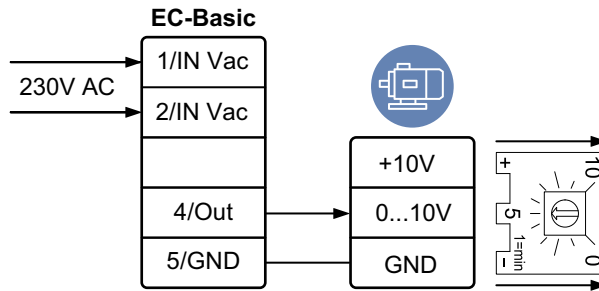 EC-Basic
1/IN Vac
230V AC
2/IN Vac
+10V
4/Out
0...10V
5/GND
GND
+
10
5
1=min
-
0